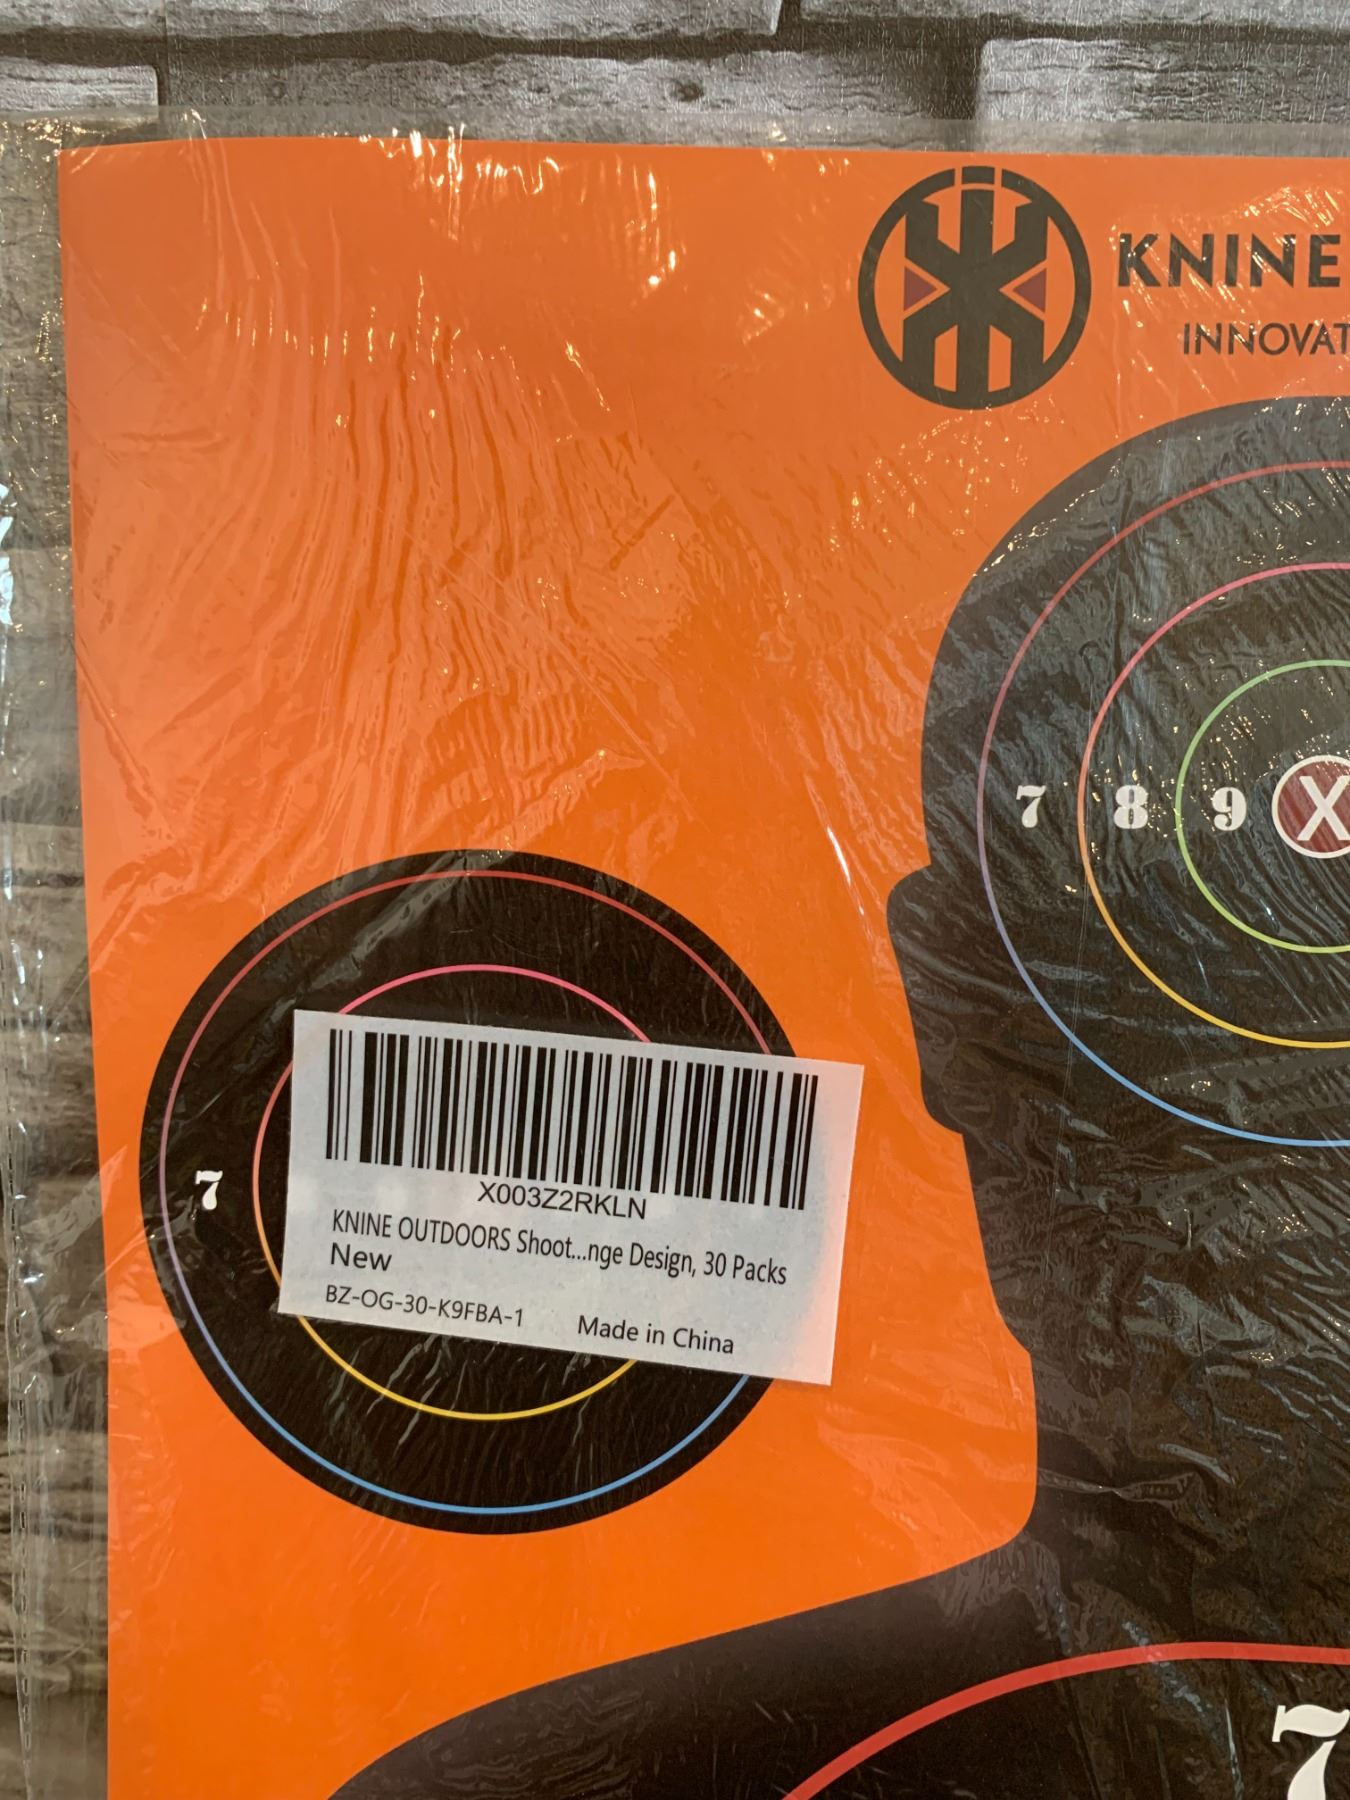 KNINE
INNOVAT
7 8 9 X
7
X003Z2RKLN
KNINE OUTDOORS Shoot...nge Design, 30 Packs
New
BZ-OG-30-K9FBA-1 Made in China
7